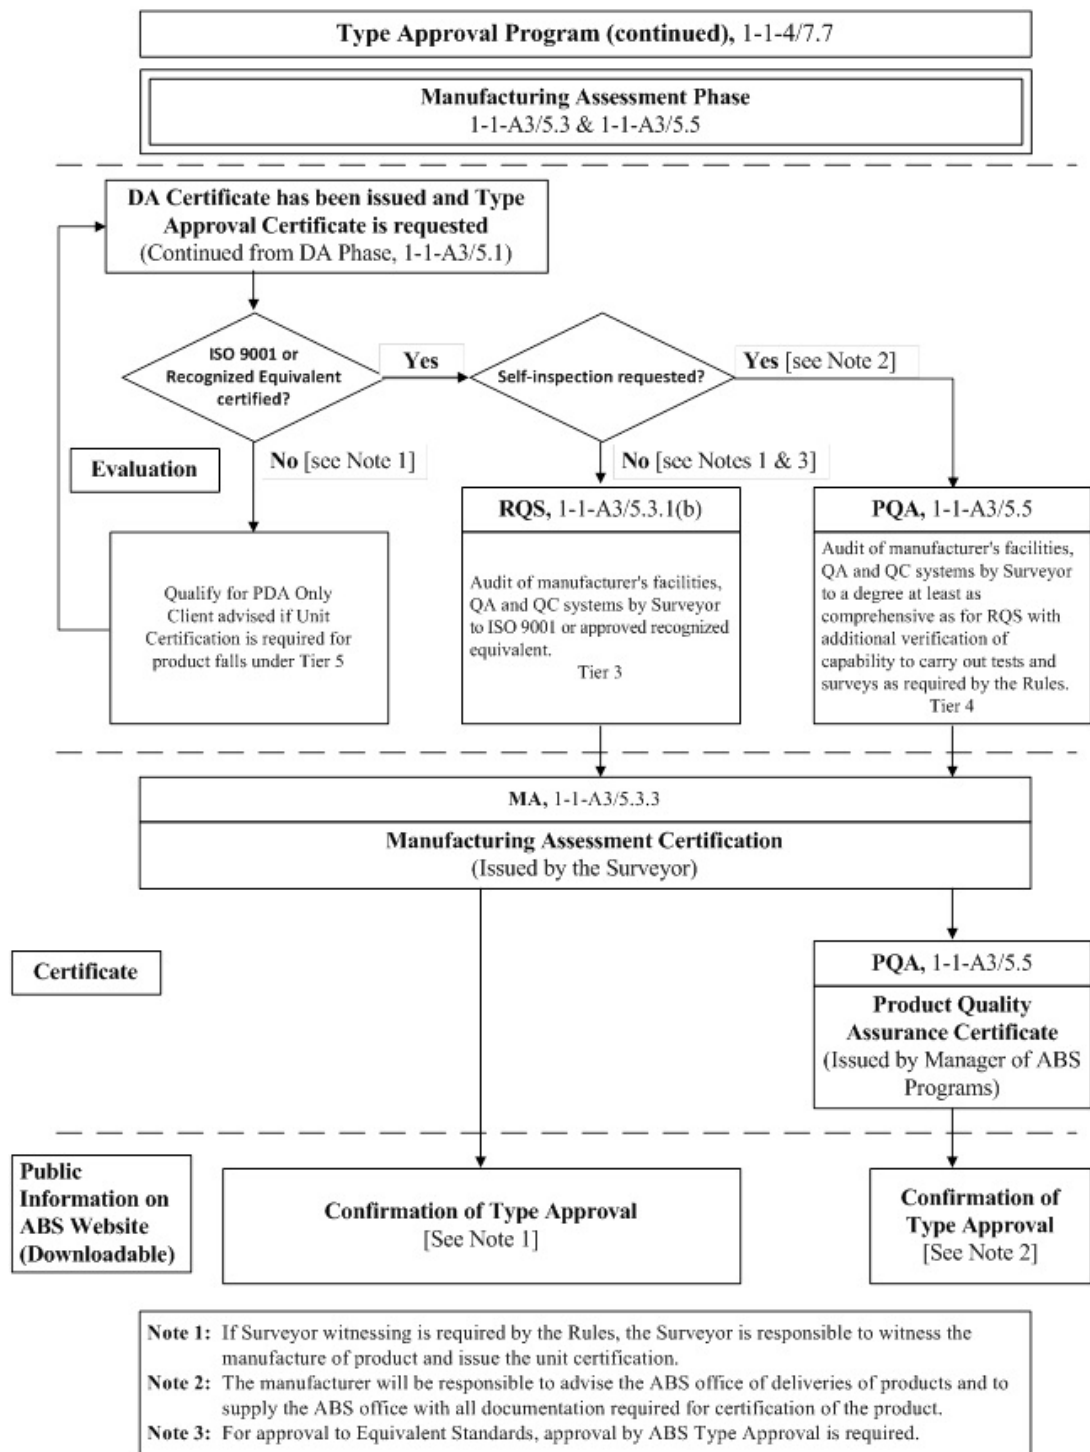 Type Approval Program (continued), 1-1-4/7.7
Manufacturing Assessment Phase
1-1-A3/5.3 & 1-1-A3/5.5
DA Certificate has been issued and Type
Approval Certificate is requested
(Continued from DA Phase, 1-1-A3/5.1)
ISO 9001 or
Recognized Equivalent
certified?
Yes
Self-inspection requested?
Yes [see Note 2]
Evaluation
No [see Note 1]
No [see Notes 1 & 3]
Qualify for PDA Only
Client advised if Unit
Certification is required for
product falls under Tier 5
RQS, 1-1-A3/5.3.1(b)
Audit of manufacturer's facilities,
QA and QC systems by Surveyor
to ISO 9001 or approved recognized
equivalent.
Tier 3
PQA, 1-1-A3/5.5
Audit of manufacturer's facilities,
QA and QC systems by Surveyor
to a degree at least as
comprehensive as for RQS with
additional verification of
capability to carry out tests and
surveys as required by the Rules.
Tier 4
MA, 1-1-A3/5.3.3
Manufacturing Assessment Certification
(Issued by the Surveyor)
Certificate
PQA, 1-1-A3/5.5
Product Quality
Assurance Certificate
(Issued by Manager of ABS
Programs)
Public
Information on
ABS Website
(Downloadable)
Confirmation of Type Approval
[See Note 1]
Confirmation of
Type Approval
[See Note 2]
Note 1: If Surveyor witnessing is required by the Rules, the Surveyor is responsible to witness the
manufacture of product and issue the unit certification.
Note 2: The manufacturer will be responsible to advise the ABS office of deliveries of products and to
supply the ABS office with all documentation required for certification of the product.
Note 3: For approval to Equivalent Standards, approval by ABS Type Approval is required.